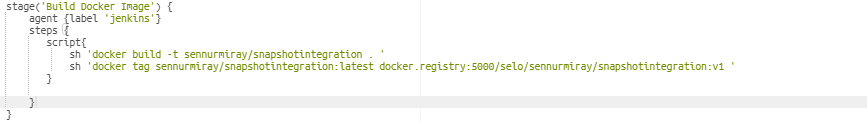 stage('Build Docker Image') {
agent {label 'jenkins'}
steps {
script{
sh 'docker build -t sennurmiray/snapshotintegration . '
sh 'docker tag sennurmiray/snapshotintegration:latest docker.registry:5000/selo/sennurmiray/snapshotintegration:v1 '
}
}
}